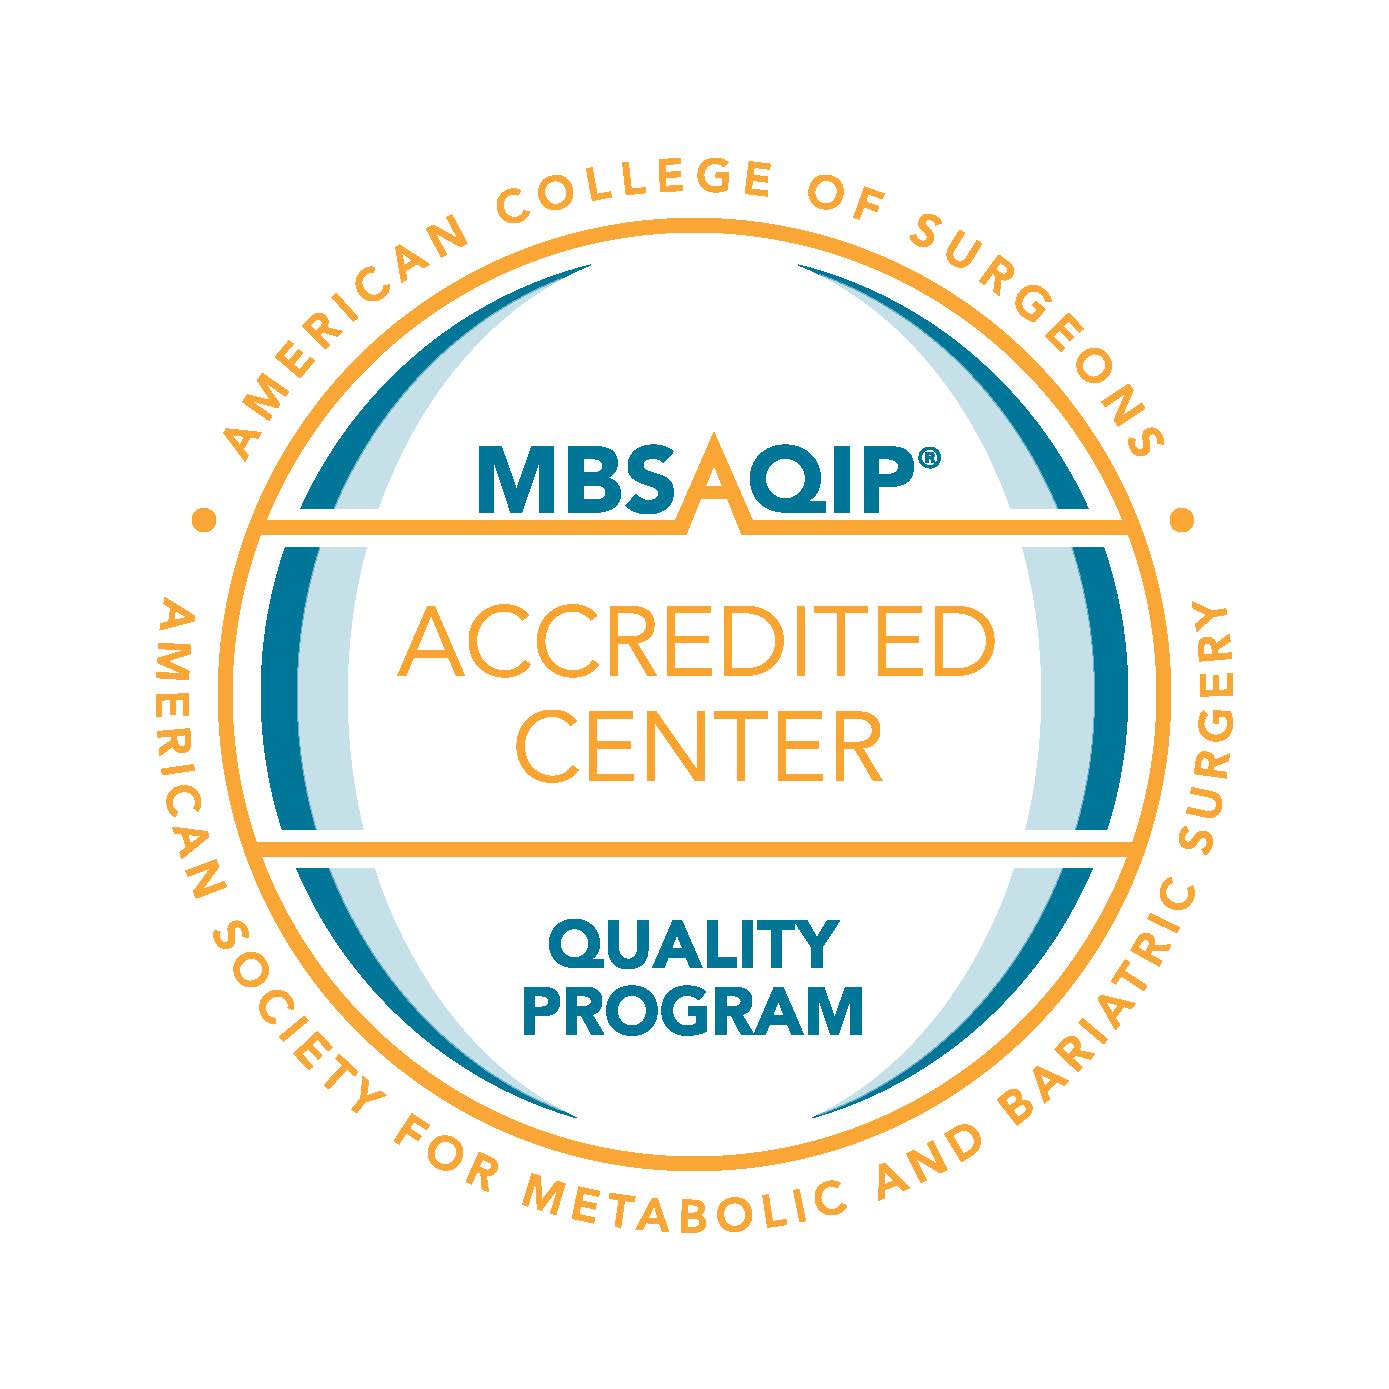 AMERICAN COLLEGE OF SURGEONS
MBSAQIP®
ACCREDITED
CENTER
QUALITY
PROGRAM
AMERICAN SOCIETY FOR METABOLIC AND BARIATRIC SURGERY